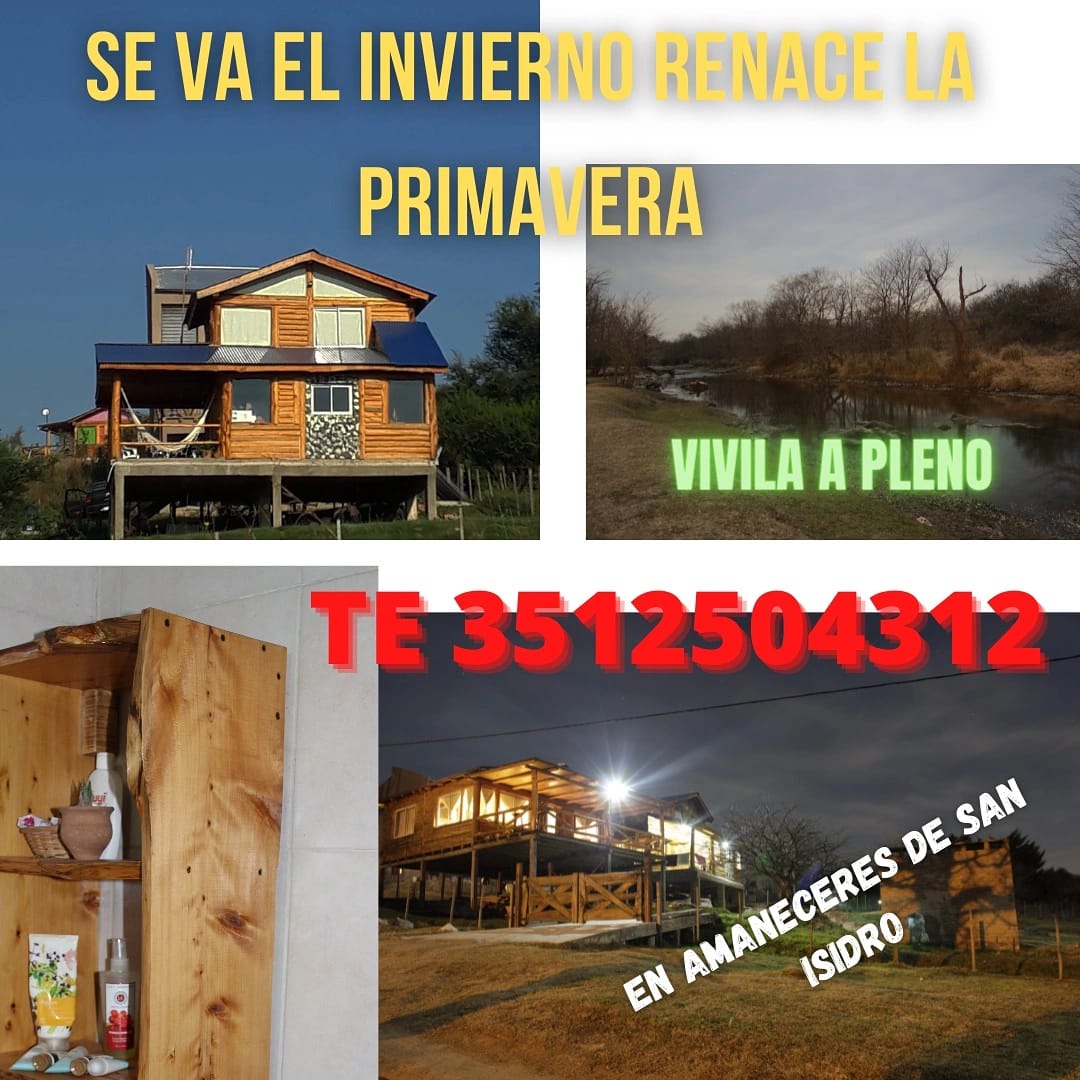 SE VA EL INVIERNO RENACE LA
PRIMAVERA
VIVILA A PLENO
TE 3512504312
EN AMANECERES DE SAN
ISIDRO